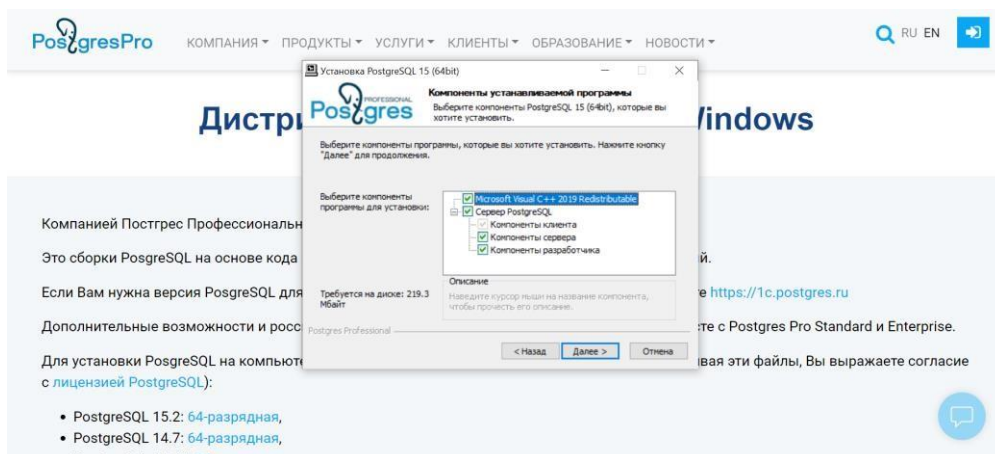 PostgresPro
КОМПАНИЯ ПРОДУКТЫ УСЛУГИ КЛИЕНТЫ ОБРАЗОВАНИЕ НОВОСТИ
RU EN
Установка PostgreSQL 15 (64bit)
PROFESSIONAL
Postgres
Компоненты устанавливаемой программы
Выберите компоненты PostgreSQL 15 (64bit), которые вы
хотите установить.
Выберите компоненты программы, которые вы хотите установить. Нажмите кнопку
"Далее" для продолжения.
Выберите компоненты
программы для установки:
Microsoft Visual C++ 2019 Redistributable
Сервер PostgreSQL
Компоненты клиента
Компоненты сервера
Компоненты разработчика
Требуется на диске: 219.3
Мбайт
Описание
Наведите курсор мыши на название компонента,
чтобы прочесть его описание.
Postgres Professional
< Назад Далее > Отмена
Компанией Постгрес Профессиональн
Это сборки PosgreSQL на основе кода й.
Если Вам нужна версия PosgreSQL для е https://1c.postgres.ru
Дополнительные возможности и росс те с Postgres Pro Standard и Enterprise.
Для установки PosgreSQL на компьюте вая эти файлы, Вы выражаете согласие
с лицензией PostgreSQL):
• PostgreSQL 15.2: 64-разрядная,
• PostgreSQL 14.7: 64-разрядная,